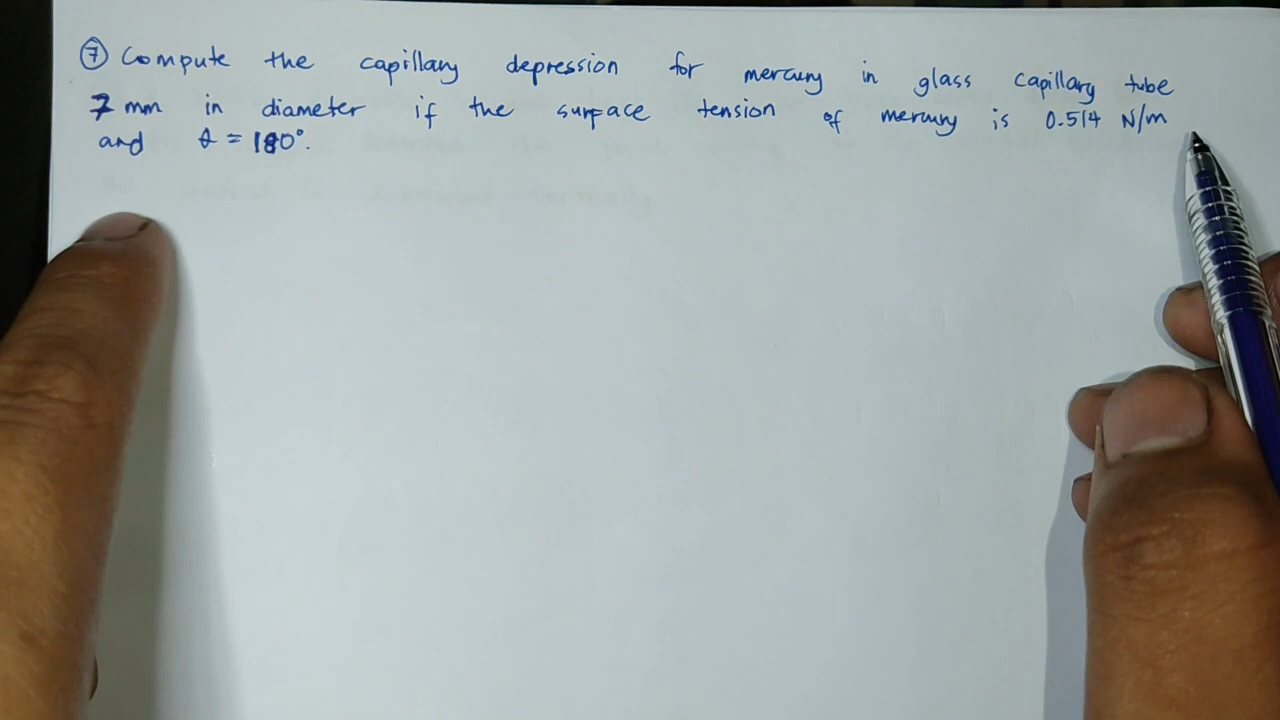 ⑦ Compute the capillary depression for mercury in glass capillary tube
7 mm in diameter if the surface tension of mercury is 0.514 N/m
and θ = 180°.